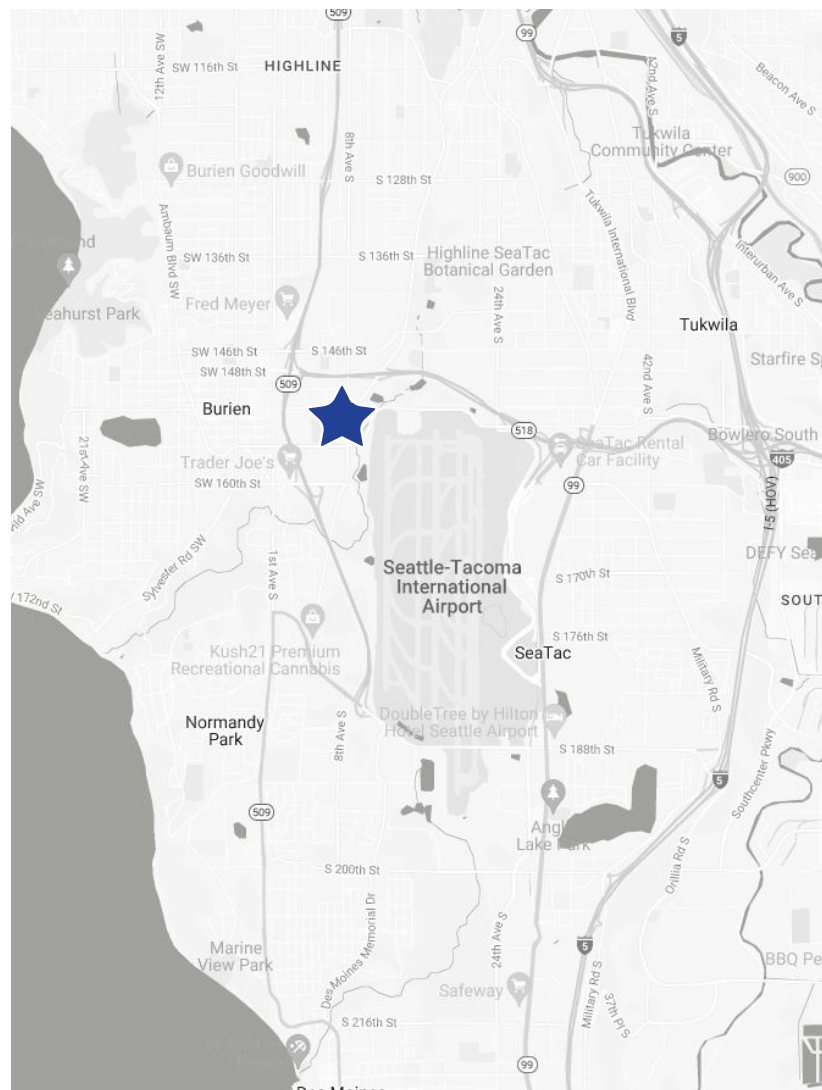 509
99
5
SW 116th St
HIGHLINE
12th Ave SW
42nd Ave S
Beacon Ave S
8th Ave S
Tukwila
Community Center
Burien Goodwill
S 128th St
900
Ambaum Blvd SW
Tukwila International Blvd
SW 136th St
S 136th St
Highline SeaTac
Botanical Garden
Interurban Ave S
Seahurst Park
Fred Meyer
24th Ave S
Tukwila
SW 146th St
S 146th St
SW 148th St
42nd Ave S
509
Burien
518
Bowlero South
21st Ave SW
Trader Joe's
SeaTac Rental
Car Facility
405
SW 160th St
99
I-5 (HOV)
Seattle-Tacoma
International
Airport
Sylvester Rd SW
1st Ave S
S 170th St
SW 172nd St
SOUT
Kush21 Premium
Recreational Cannabis
S 176th St
SeaTac
Military Rd S
Normandy
Park
8th Ave S
DoubleTree by Hilton
Hotel Seattle Airport
S 188th St
5
Southcenter Pkwy
509
Lake Park
S 200th St
Orillia Rd S
Des Moines Memorial Dr
24th Ave S
Marine
View Park
5
Military Rd S
BBQ Pe
Safeway
37th Pl S
S 216th St
99